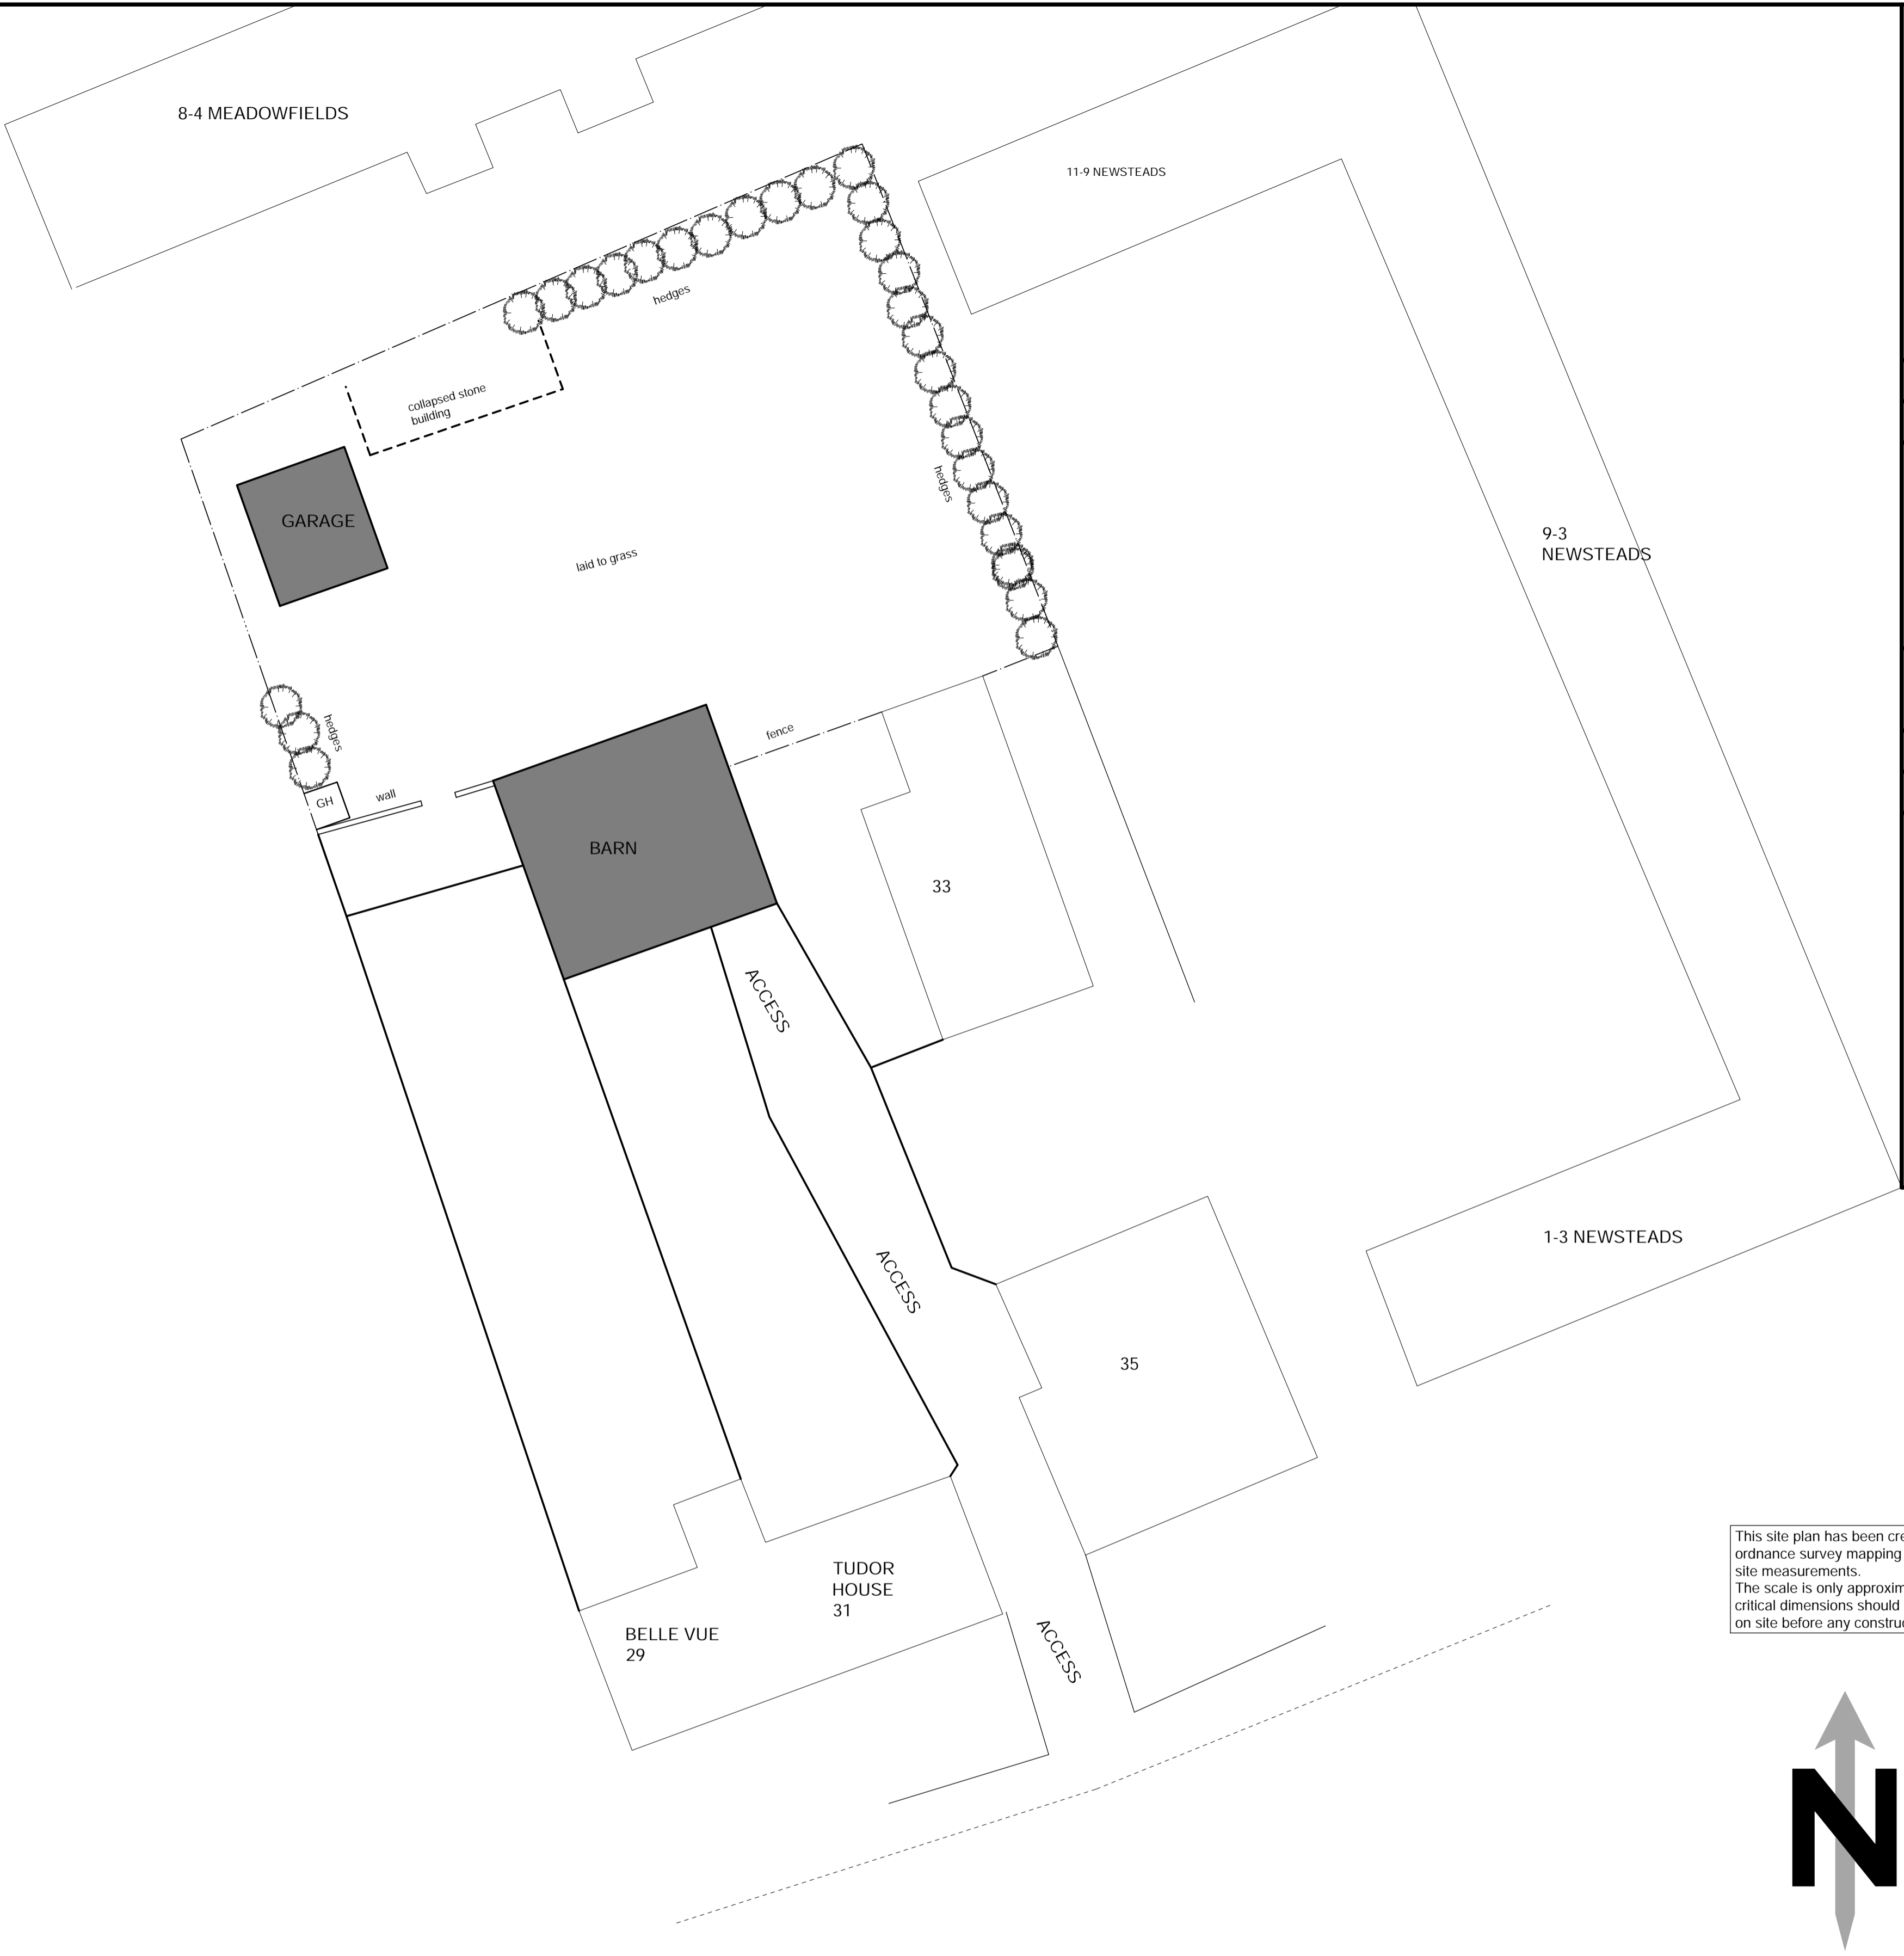 8-4 MEADOWFIELDS
11-9 NEWSTEADS
hedges
collapsed stone
building
hedges
GARAGE
laid to grass
9-3
NEWSTEADS
hedges
fence
GH
wall
BARN
33
ACCESS
1-3 NEWSTEADS
ACCESS
35
TUDOR
HOUSE
31
BELLE VUE
29
ACCESS
This site plan has been
ordnance survey mapping
site measurements.
The scale is only
critical dimensions should
on site before any
N